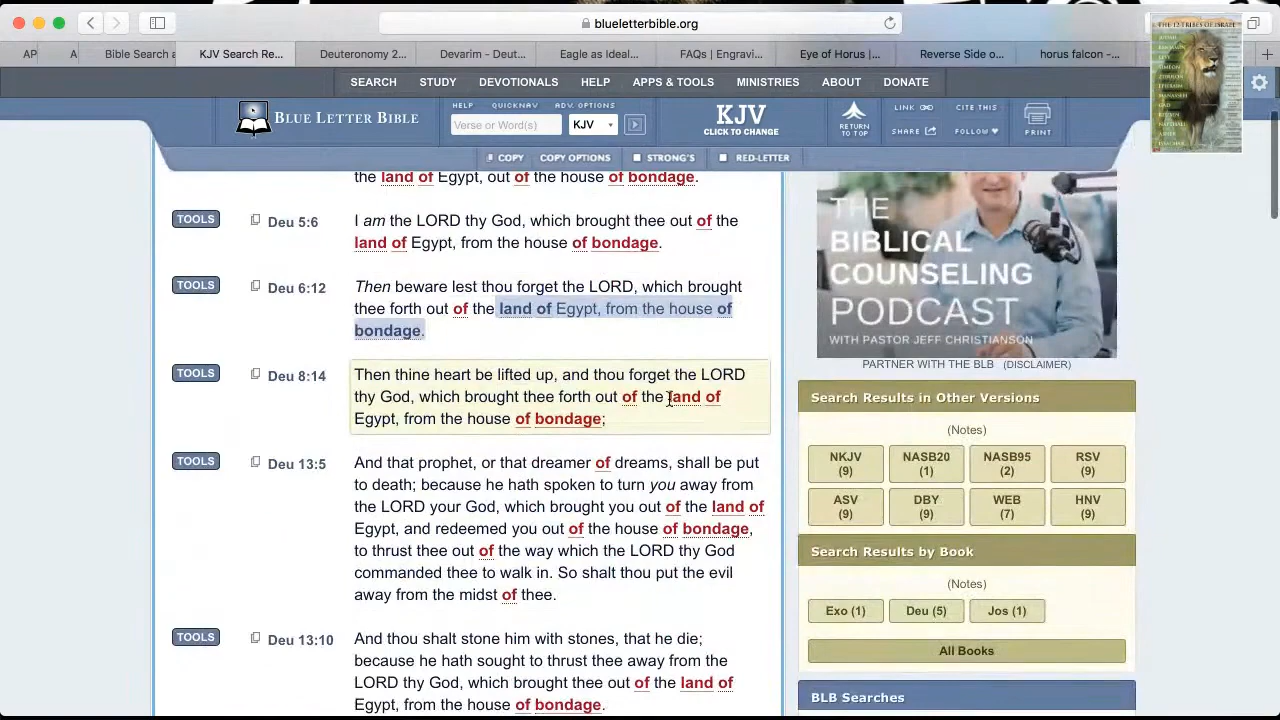 blueletterbible.org
AP
A
Bible Search a
KJV Search Re...
Deuteronomy 2...
Devotion – Deut...
Eagle as Ideal...
FAQs | Engravi...
Eye of Horus |...
Reverse Side o...
horus falcon -...
THE 12 TRIBES OF ISRAEL
SEARCH
STUDY
DEVOTIONALS
HELP
APPS & TOOLS
MINISTRIES
ABOUT
DONATE
BLUE LETTER BIBLE
HELP
QUICKNAV
ADV. OPTIONS
Verse or Word(s)
KJV
KJV
CLICK TO CHANGE
RETURN
TO TOP
LINK
CITE THIS
SHARE
FOLLOW
PRINT
COPY
COPY OPTIONS
STRONG'S
RED-LETTER
the land of Egypt, out of the house of bondage.
TOOLS
Deu 5:6
I am the LORD thy God, which brought thee out of the
land of Egypt, from the house of bondage.
TOOLS
Deu 6:12
Then beware lest thou forget the LORD, which brought
thee forth out of the land of Egypt, from the house of
bondage.
TOOLS
Deu 8:14
Then thine heart be lifted up, and thou forget the LORD
thy God, which brought thee forth out of the land of
Egypt, from the house of bondage;
TOOLS
Deu 13:5
And that prophet, or that dreamer of dreams, shall be put
to death; because he hath spoken to turn you away from
the LORD your God, which brought you out of the land of
Egypt, and redeemed you out of the house of bondage,
to thrust thee out of the way which the LORD thy God
commanded thee to walk in. So shalt thou put the evil
away from the midst of thee.
TOOLS
Deu 13:10
And thou shalt stone him with stones, that he die;
because he hath sought to thrust thee away from the
LORD thy God, which brought thee out of the land of
Egypt, from the house of bondage.
THE
BIBLICAL
COUNSELING
PODCAST
WITH PASTOR JEFF CHRISTIANSON
PARTNER WITH THE BLB (DISCLAIMER)
Search Results in Other Versions
(Notes)
NKJV
(9)
NASB20
(1)
NASB95
(2)
RSV
(9)
ASV
(9)
DBY
(9)
WEB
(7)
HNV
(9)
Search Results by Book
(Notes)
Exo (1)
Deu (5)
Jos (1)
All Books
BLB Searches